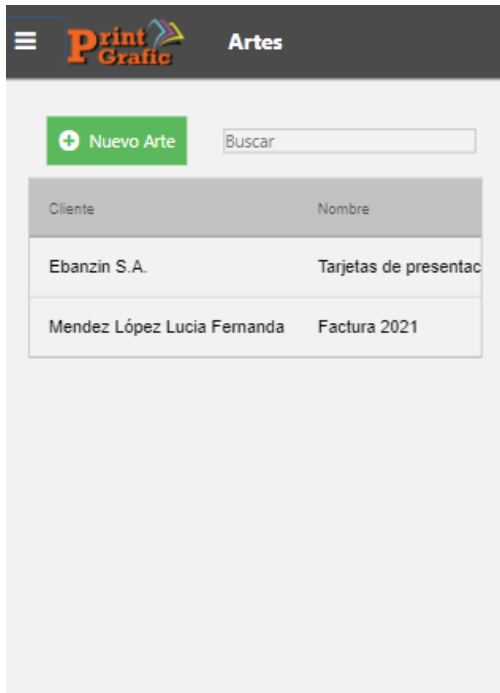 Print Grafic
Artes
Nuevo Arte
Buscar
Cliente Nombre
Ebanzin S.A. Tarjetas de presentac
Mendez López Lucia Fernanda Factura 2021